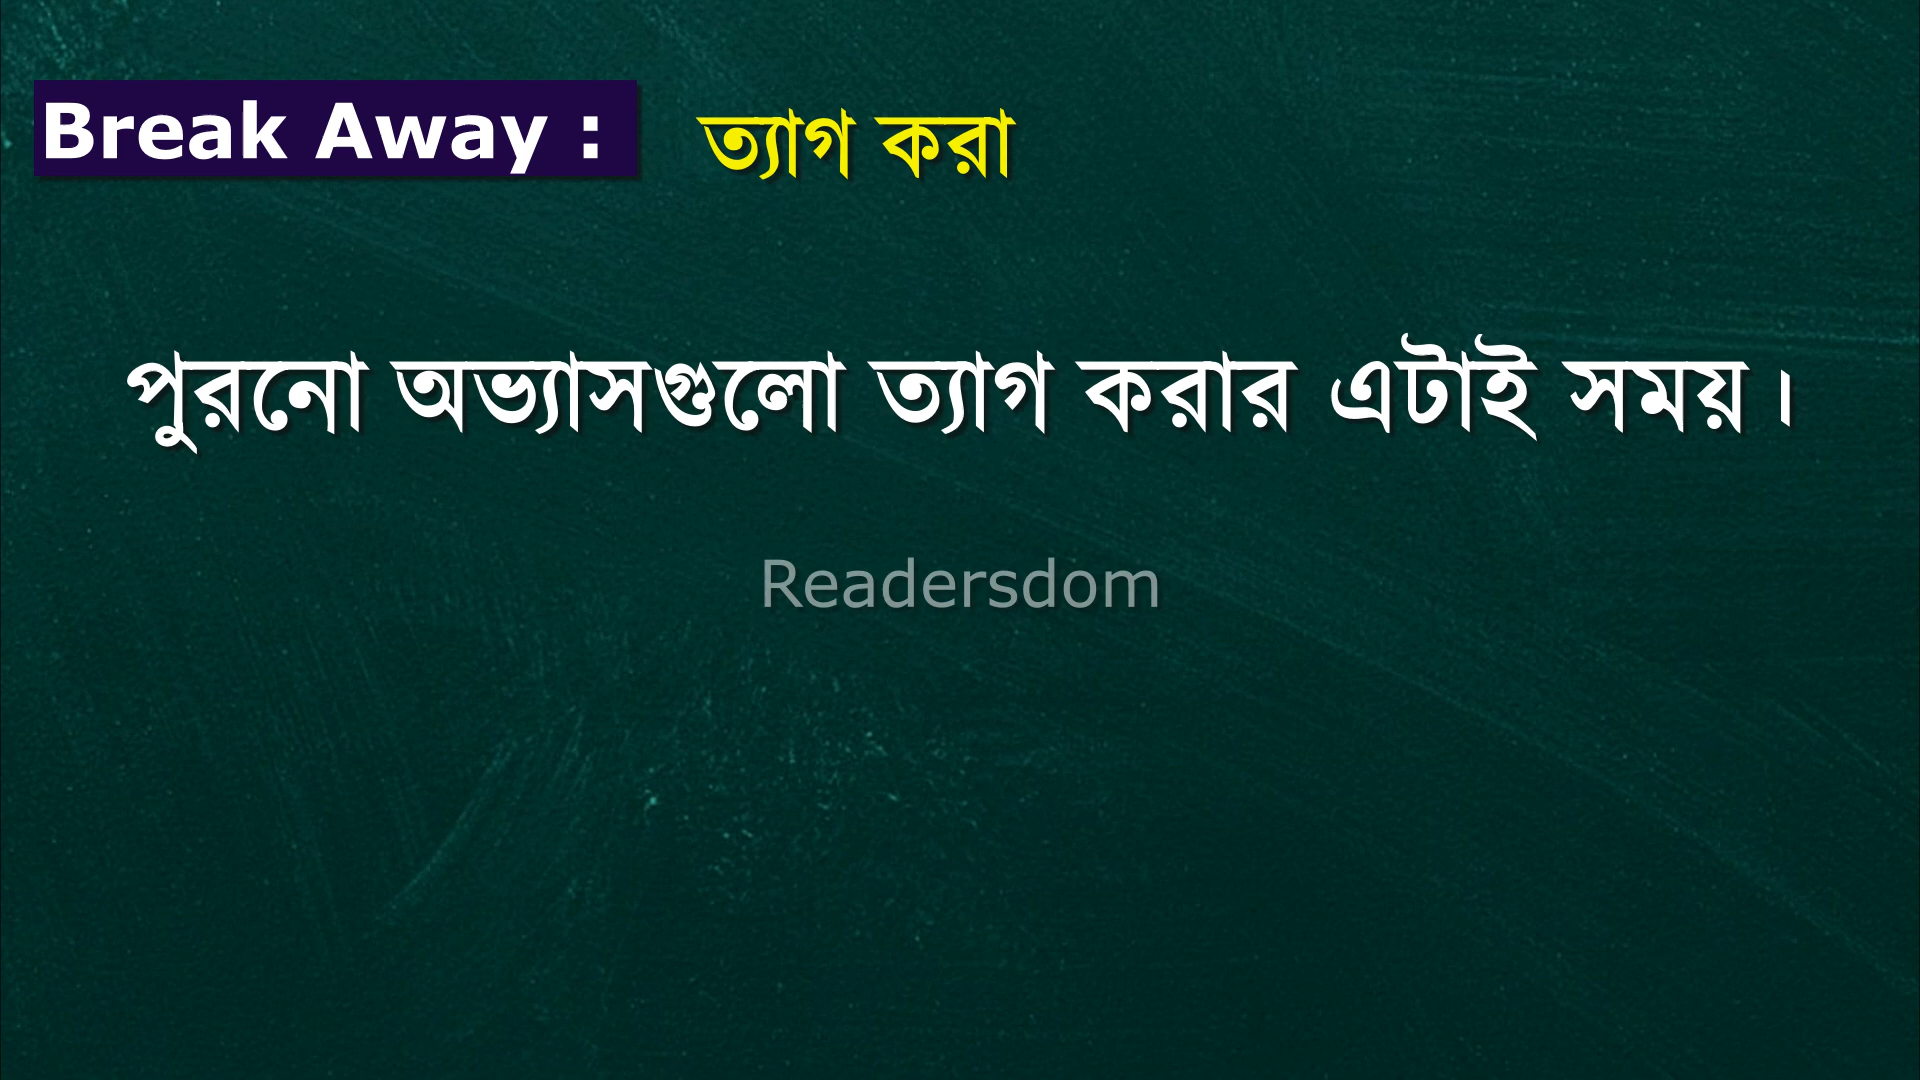 Break Away : ত্যাগ করা
পুরনো অভ্যাসগুলো ত্যাগ করার এটাই সময়।
Readersdom